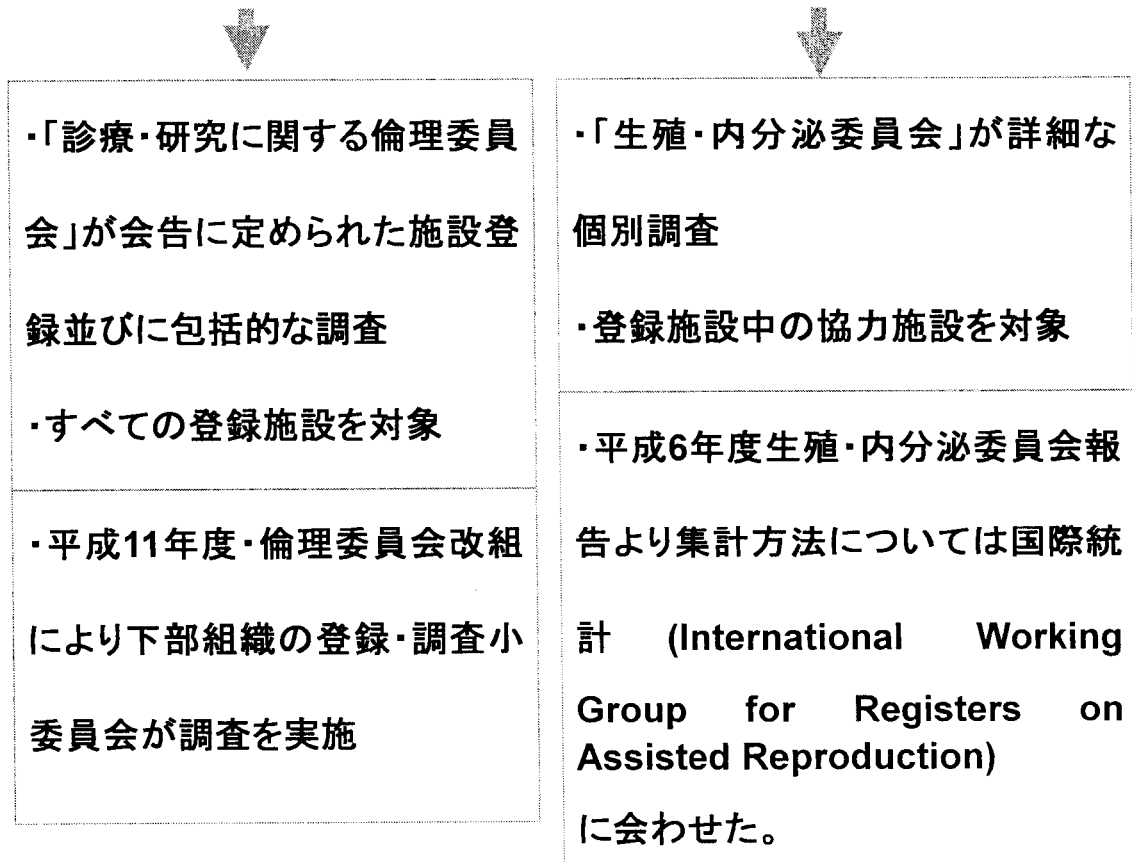 ・「診療・研究に関する倫理委員
会」が会告に定められた施設登
録並びに包括的な調査
・すべての登録施設を対象
・平成11年度・倫理委員会改組
により下部組織の登録・調査小
委員会が調査を実施
・「生殖・内分泌委員会」が詳細な
個別調査
・登録施設中の協力施設を対象
・平成6年度生殖・内分泌委員会報
告より集計方法については国際統
計 (International Working
Group for Registers on
Assisted Reproduction)
に会わせた。